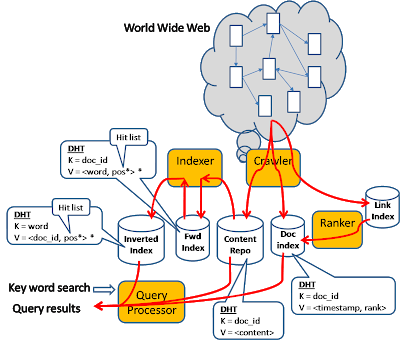 World Wide Web
Hit list
DHT
K = doc_id
V = <word, pos*> *
Indexer
Crawler
Hit list
DHT
K = word
V = <doc_id, pos*> *
Link
Index
Ranker
Inverted
Index
Fwd
Index
Content
Repo
Doc
index
Key word search
Query results
Query
Processor
DHT
K = doc_id
V = <content>
DHT
K = doc_id
V = <timestamp, rank>